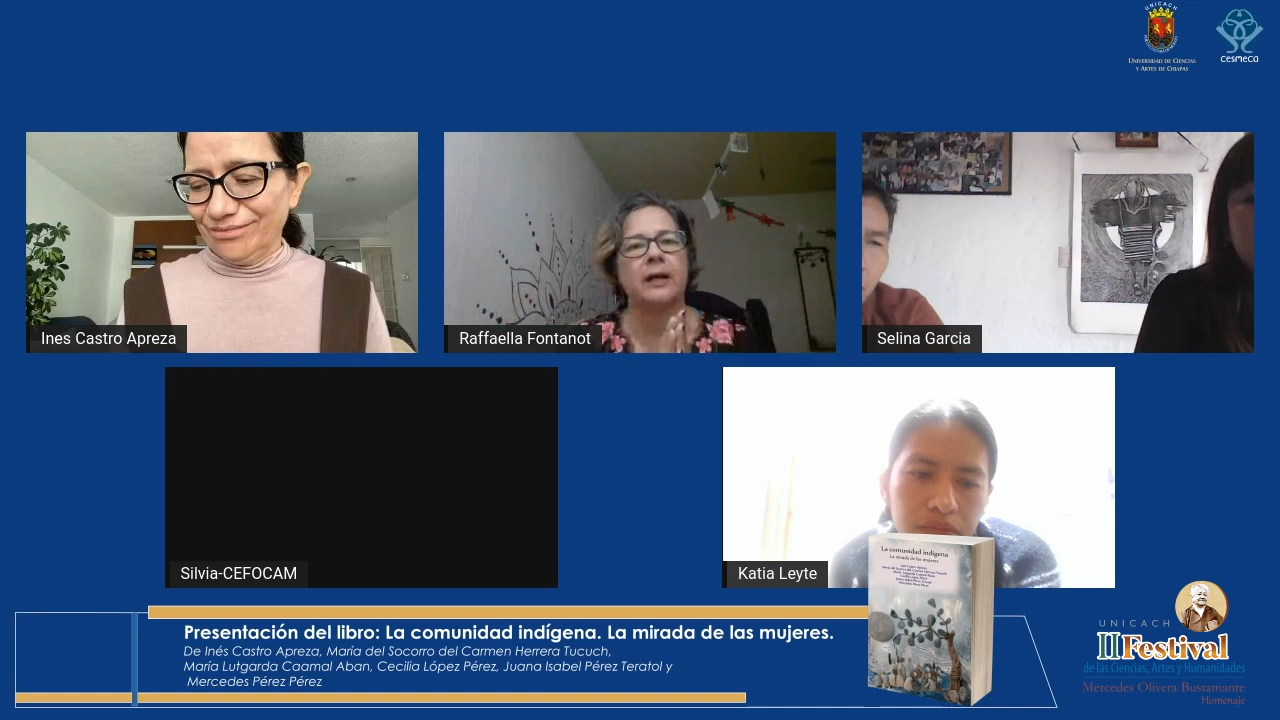 UNICACH
UNIVERSIDAD DE CIENCIAS
Y ARTES DE CHIAPAS
cesmeca
Ines Castro Apreza
Raffaella Fontanot
Selina Garcia
Silvia-CEFOCAM
Katia Leyte
La comunidad indígena
La mirada de las mujeres
Presentación del libro: La comunidad indígena. La mirada de las mujeres.
De Inés Castro Apreza, María del Socorro del Carmen Herrera Tucuch,
María Lutgarda Caamal Aban, Cecilia López Pérez, Juana Isabel Pérez Teratol y
Mercedes Pérez Pérez
UNICACH
II Festival
de las Ciencias, Artes y Humanidades
Mercedes Olivera Bustamante
Homenaje